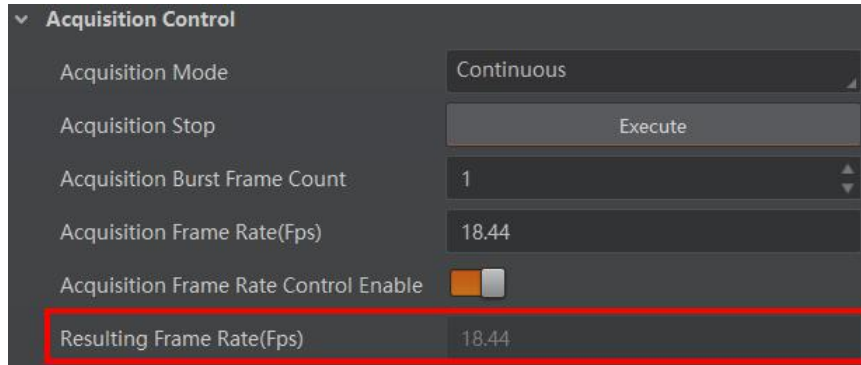 Acquisition Control
Acquisition Mode Continuous
Acquisition Stop Execute
Acquisition Burst Frame Count 1
Acquisition Frame Rate(Fps) 18.44
Acquisition Frame Rate Control Enable
Resulting Frame Rate(Fps) 18.44